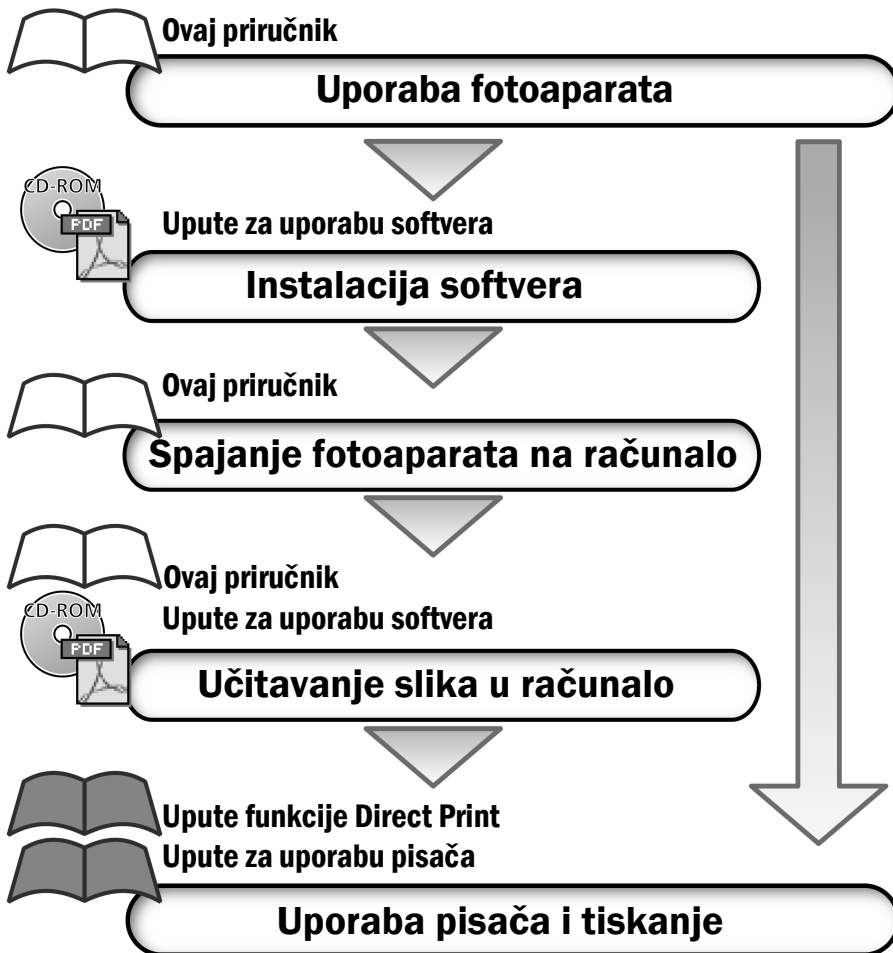 Ovaj priručnik
Uporaba fotoaparata
CD-ROM
PDF
Upute za uporabu softvera
Instalacija softvera
Ovaj priručnik
Spajanje fotoaparata na računalo
Ovaj priručnik
CD-ROM
PDF
Upute za uporabu softvera
Učitavanje slika u računalo
Upute funkcije Direct Print
Upute za uporabu pisača
Uporaba pisača i tiskanje